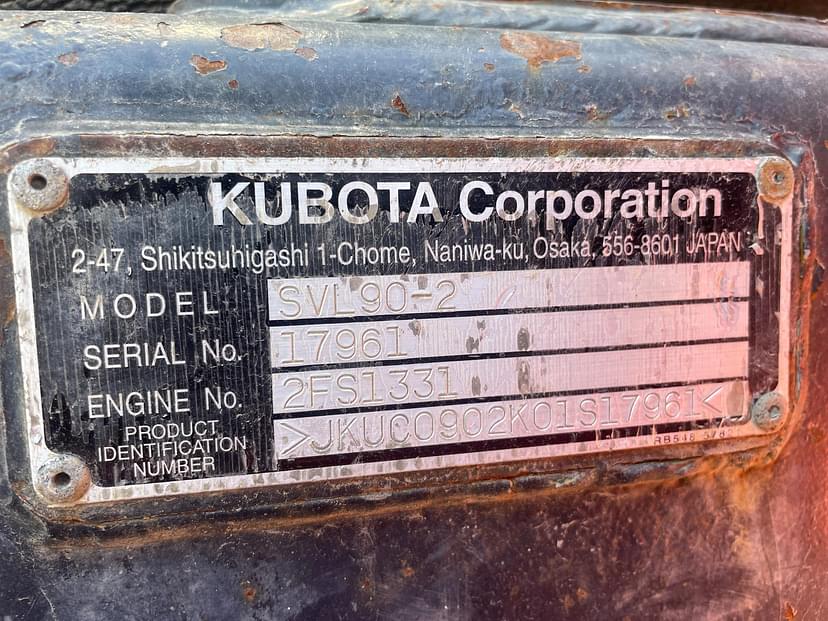 KUBOTA Corporation
2-47, Shikitsuhigashi 1-Chome, Naniwa-ku, Osaka, 556-8601 JAPAN
MODEL SVL90-2
SERIAL No. 17961
ENGINE No. 2FS1331
PRODUCT IDENTIFICATION NUMBER >JKUC0902K01S17961<
RB548